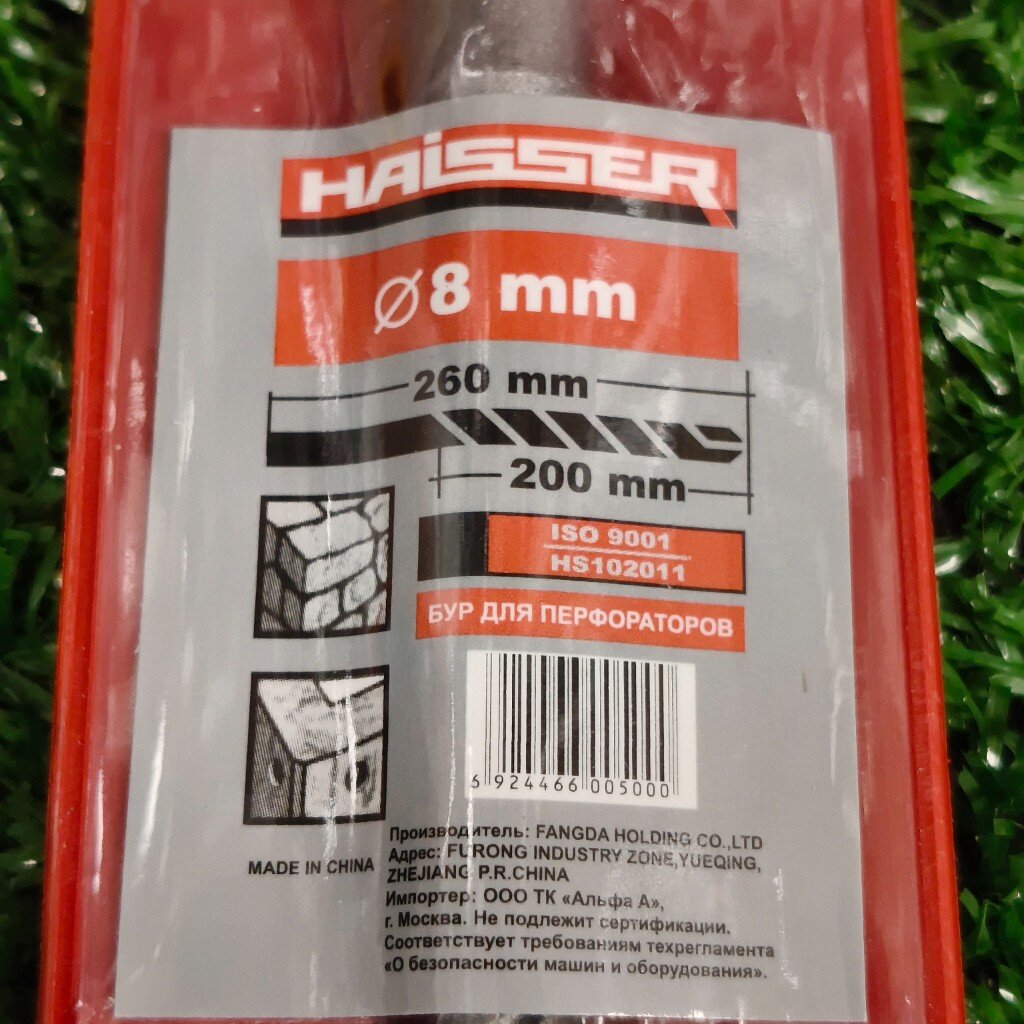 HAİSSER
⌀8 mm
260 mm
200 mm
ISO 9001
HS102011
БУР ДЛЯ ПЕРФОРАТОРОВ
6 924466 005000
MADE IN CHINA
Производитель: FANGDA HOLDING CO.,LTD
Адрес: FURONG INDUSTRY ZONE,YUEQING,
ZHEJIANG P.R.CHINA
Импортер: ООО ТК «Альфа А»,
г. Москва. Не подлежит сертификации.
Соответствует требованиям техрегламента
«О безопасности машин и оборудования».